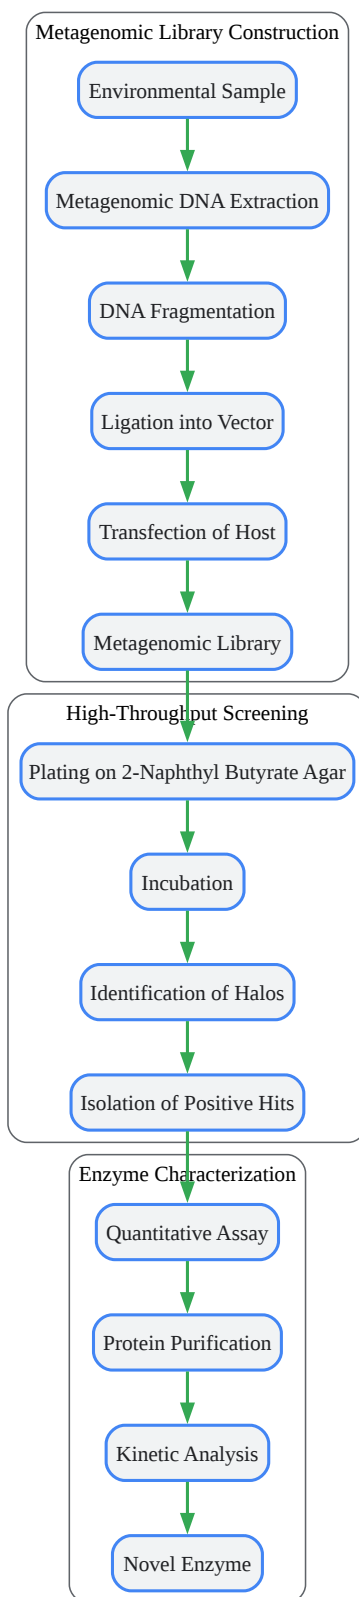 Metagenomic Library Construction
Environmental Sample
Metagenomic DNA Extraction
DNA Fragmentation
Ligation into Vector
Transfection of Host
Metagenomic Library
High-Throughput Screening
Plating on 2-Naphthyl Butyrate Agar
Incubation
Identification of Halos
Isolation of Positive Hits
Enzyme Characterization
Quantitative Assay
Protein Purification
Kinetic Analysis
Novel Enzyme